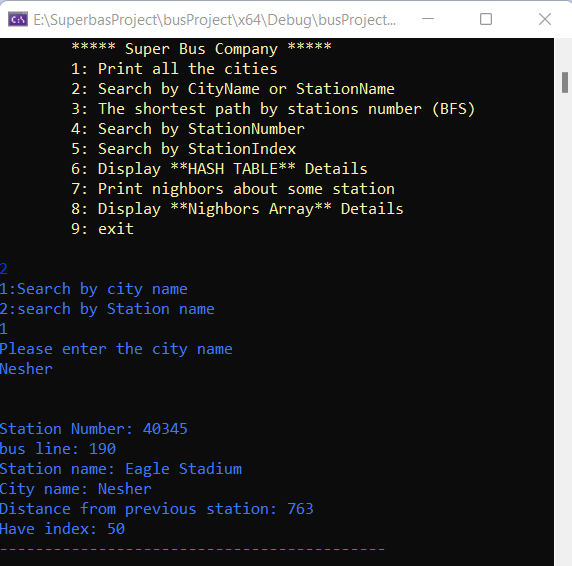 E:\SuperbasProject\busProject\x64\Debug\busProject...
***** Super Bus Company *****
1: Print all the cities
2: Search by CityName or StationName
3: The shortest path by stations number (BFS)
4: Search by StationNumber
5: Search by StationIndex
6: Display **HASH TABLE** Details
7: Print nighbors about some station
8: Display **Nighbors Array** Details
9: exit
2
1:Search by city name
2:search by Station name
1
Please enter the city name
Nesher
Station Number: 40345
bus line: 190
Station name: Eagle Stadium
City name: Nesher
Distance from previous station: 763
Have index: 50
-------------------------------------------